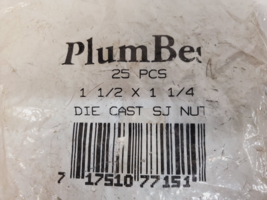 PlumBes
25 PCS
1 1/2 X 1 1/4
DIE CAST SJ NUT
7 17510 77151